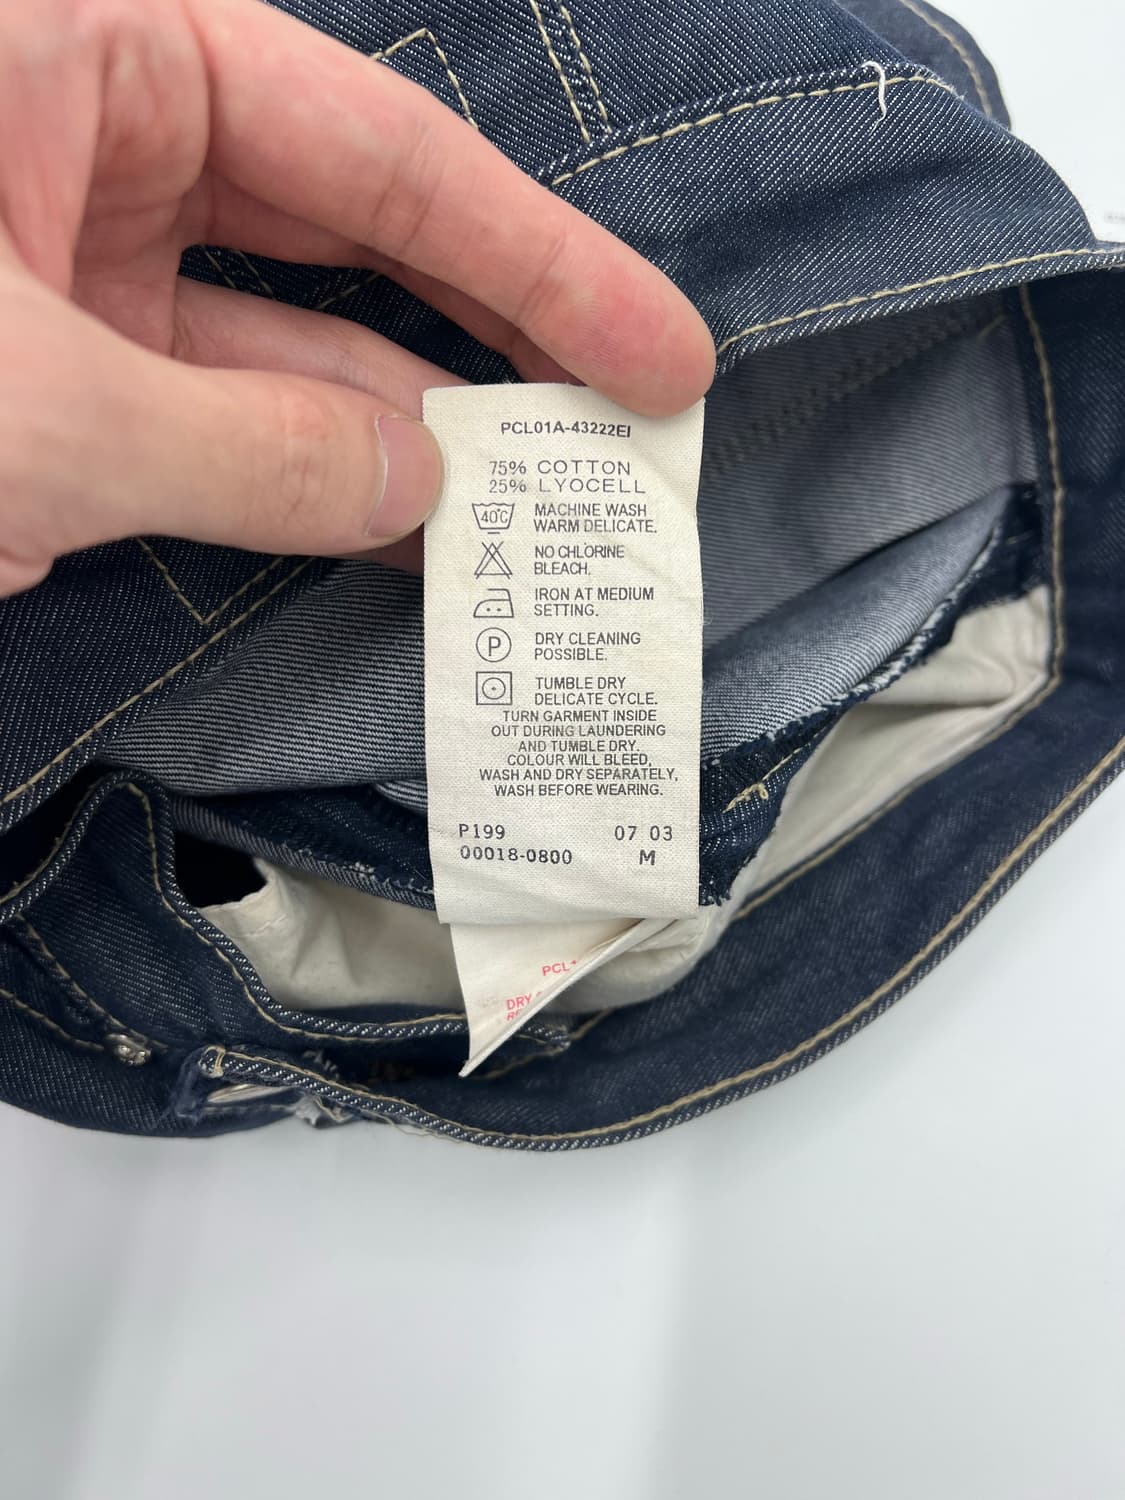 PCL01A-43222EI
75% COTTON
25% LYOCELL
40°C MACHINE WASH
WARM DELICATE.
NO CHLORINE
BLEACH.
IRON AT MEDIUM
SETTING.
P DRY CLEANING
POSSIBLE.
TUMBLE DRY
DELICATE CYCLE.
TURN GARMENT INSIDE
OUT DURING LAUNDERING
AND TUMBLE DRY.
COLOUR WILL BLEED,
WASH AND DRY SEPARATELY,
WASH BEFORE WEARING.
P199 07 03
00018-0800 M
DRY